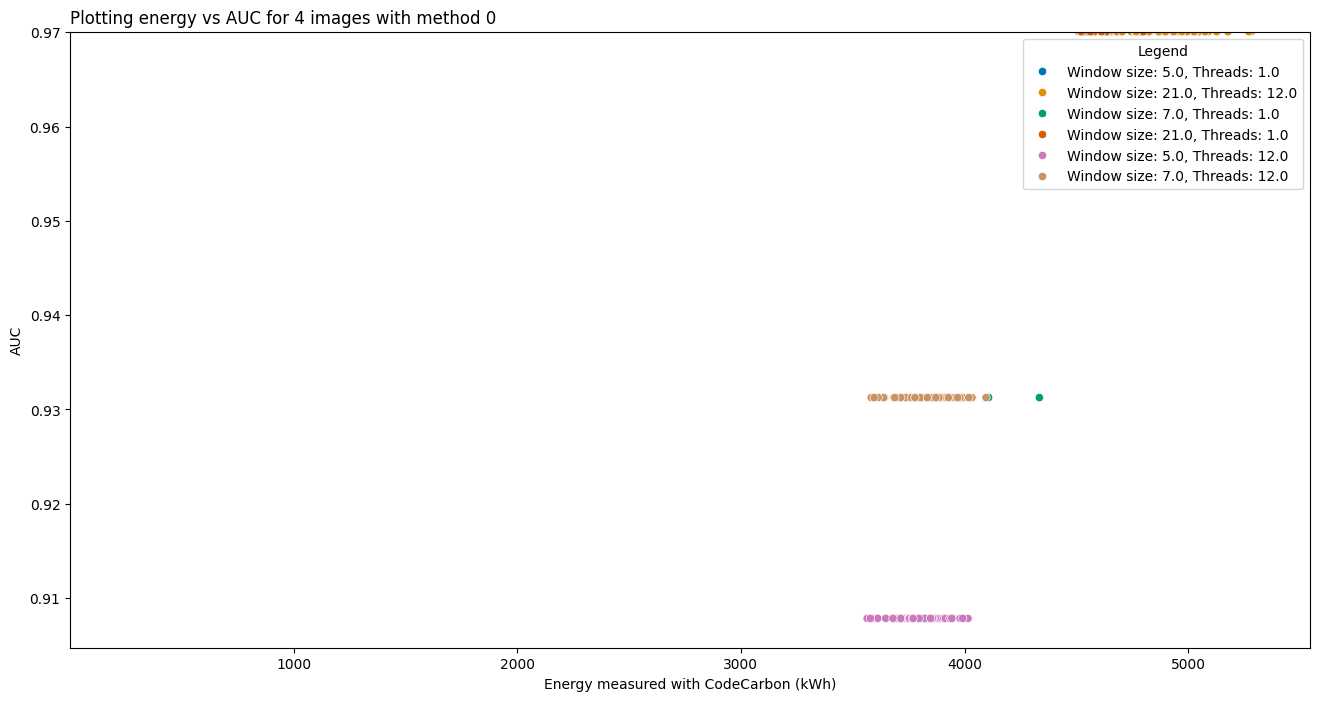 Plotting energy vs AUC for 4 images with method 0
0.97
0.96
0.95
0.94
0.93
0.92
0.91
AUC
Legend
Window size: 5.0, Threads: 1.0
Window size: 21.0, Threads: 12.0
Window size: 7.0, Threads: 1.0
Window size: 21.0, Threads: 1.0
Window size: 5.0, Threads: 12.0
Window size: 7.0, Threads: 12.0
1000 2000 3000 4000 5000
Energy measured with CodeCarbon (kWh)